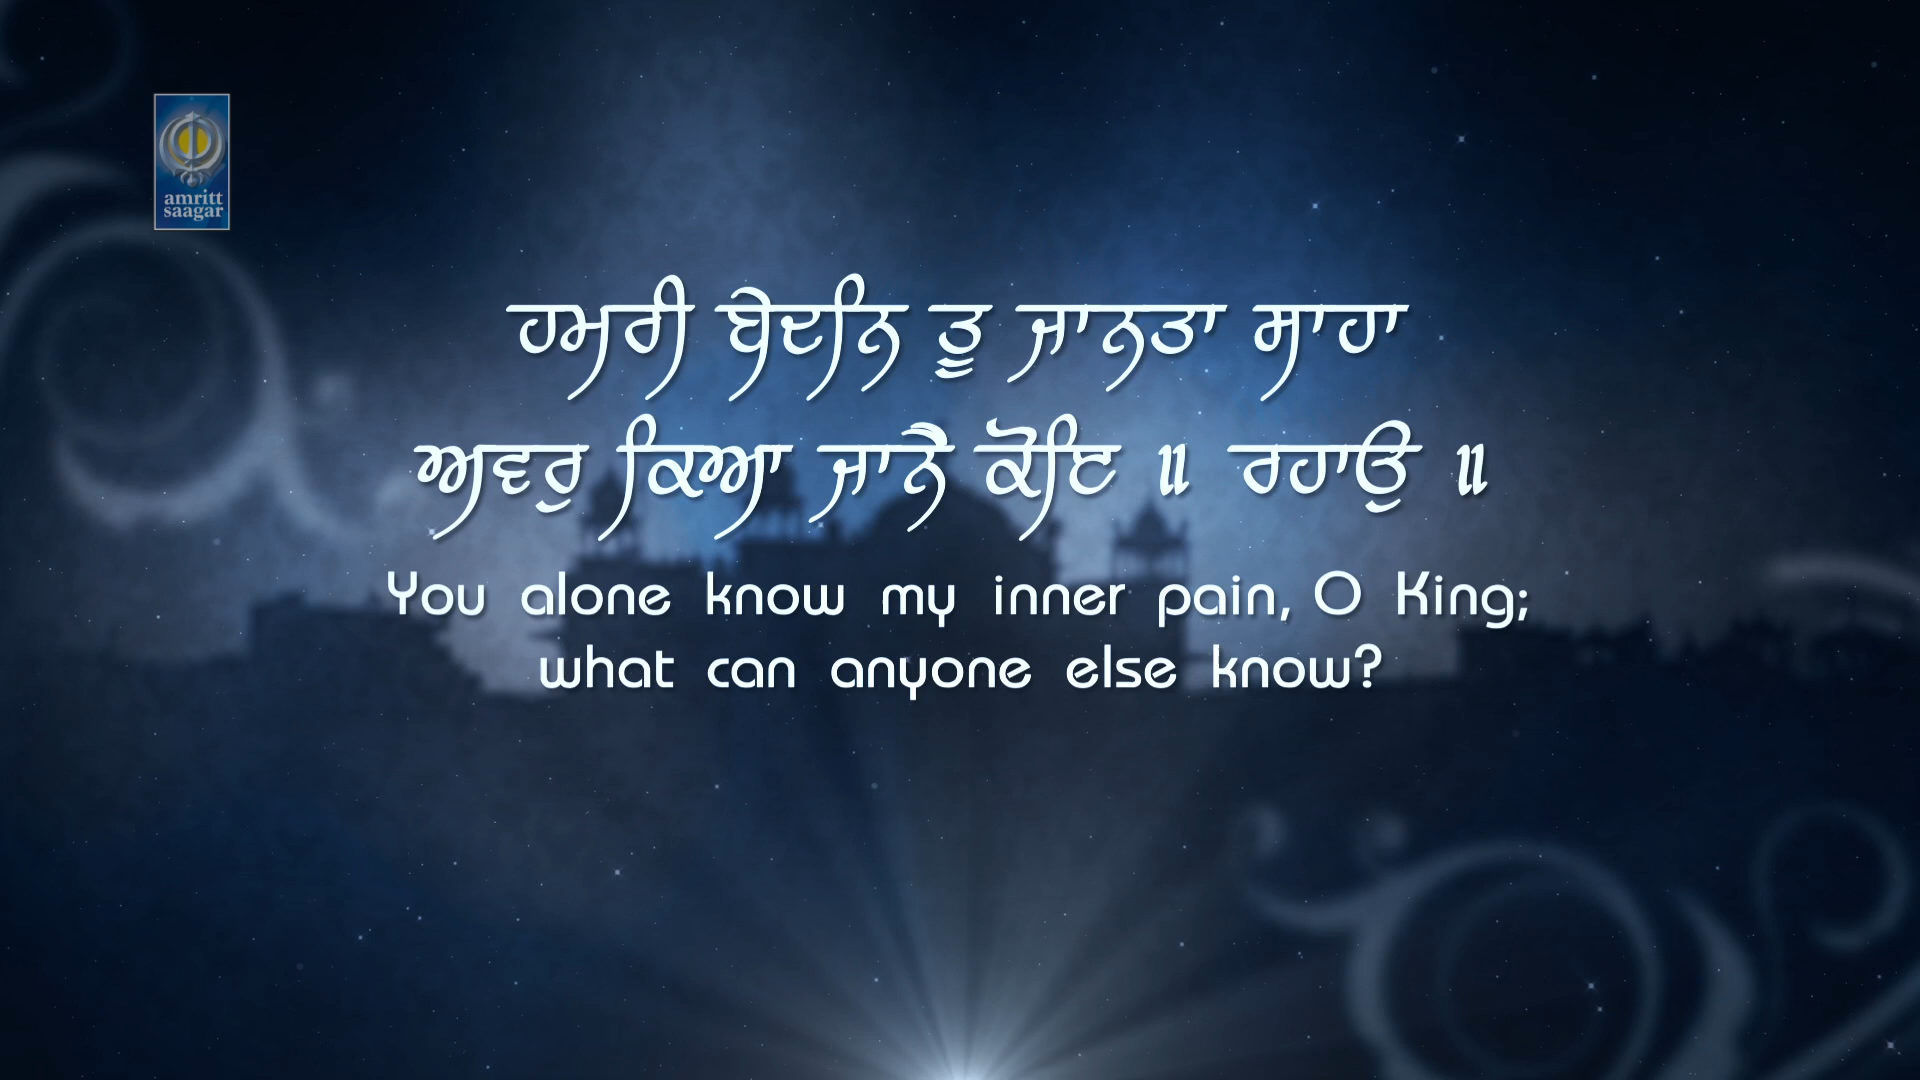 amritt
saagar
ਹਮਰੀ ਬੇਦਨਿ ਤੂ ਜਾਨਤਾ ਸਾਹਾ
ਅਵਰੁ ਕਿਆ ਜਾਨੈ ਕੋਇ ॥ ਰਹਾਉ ॥
You alone know my inner pain, O King;
what can anyone else know?